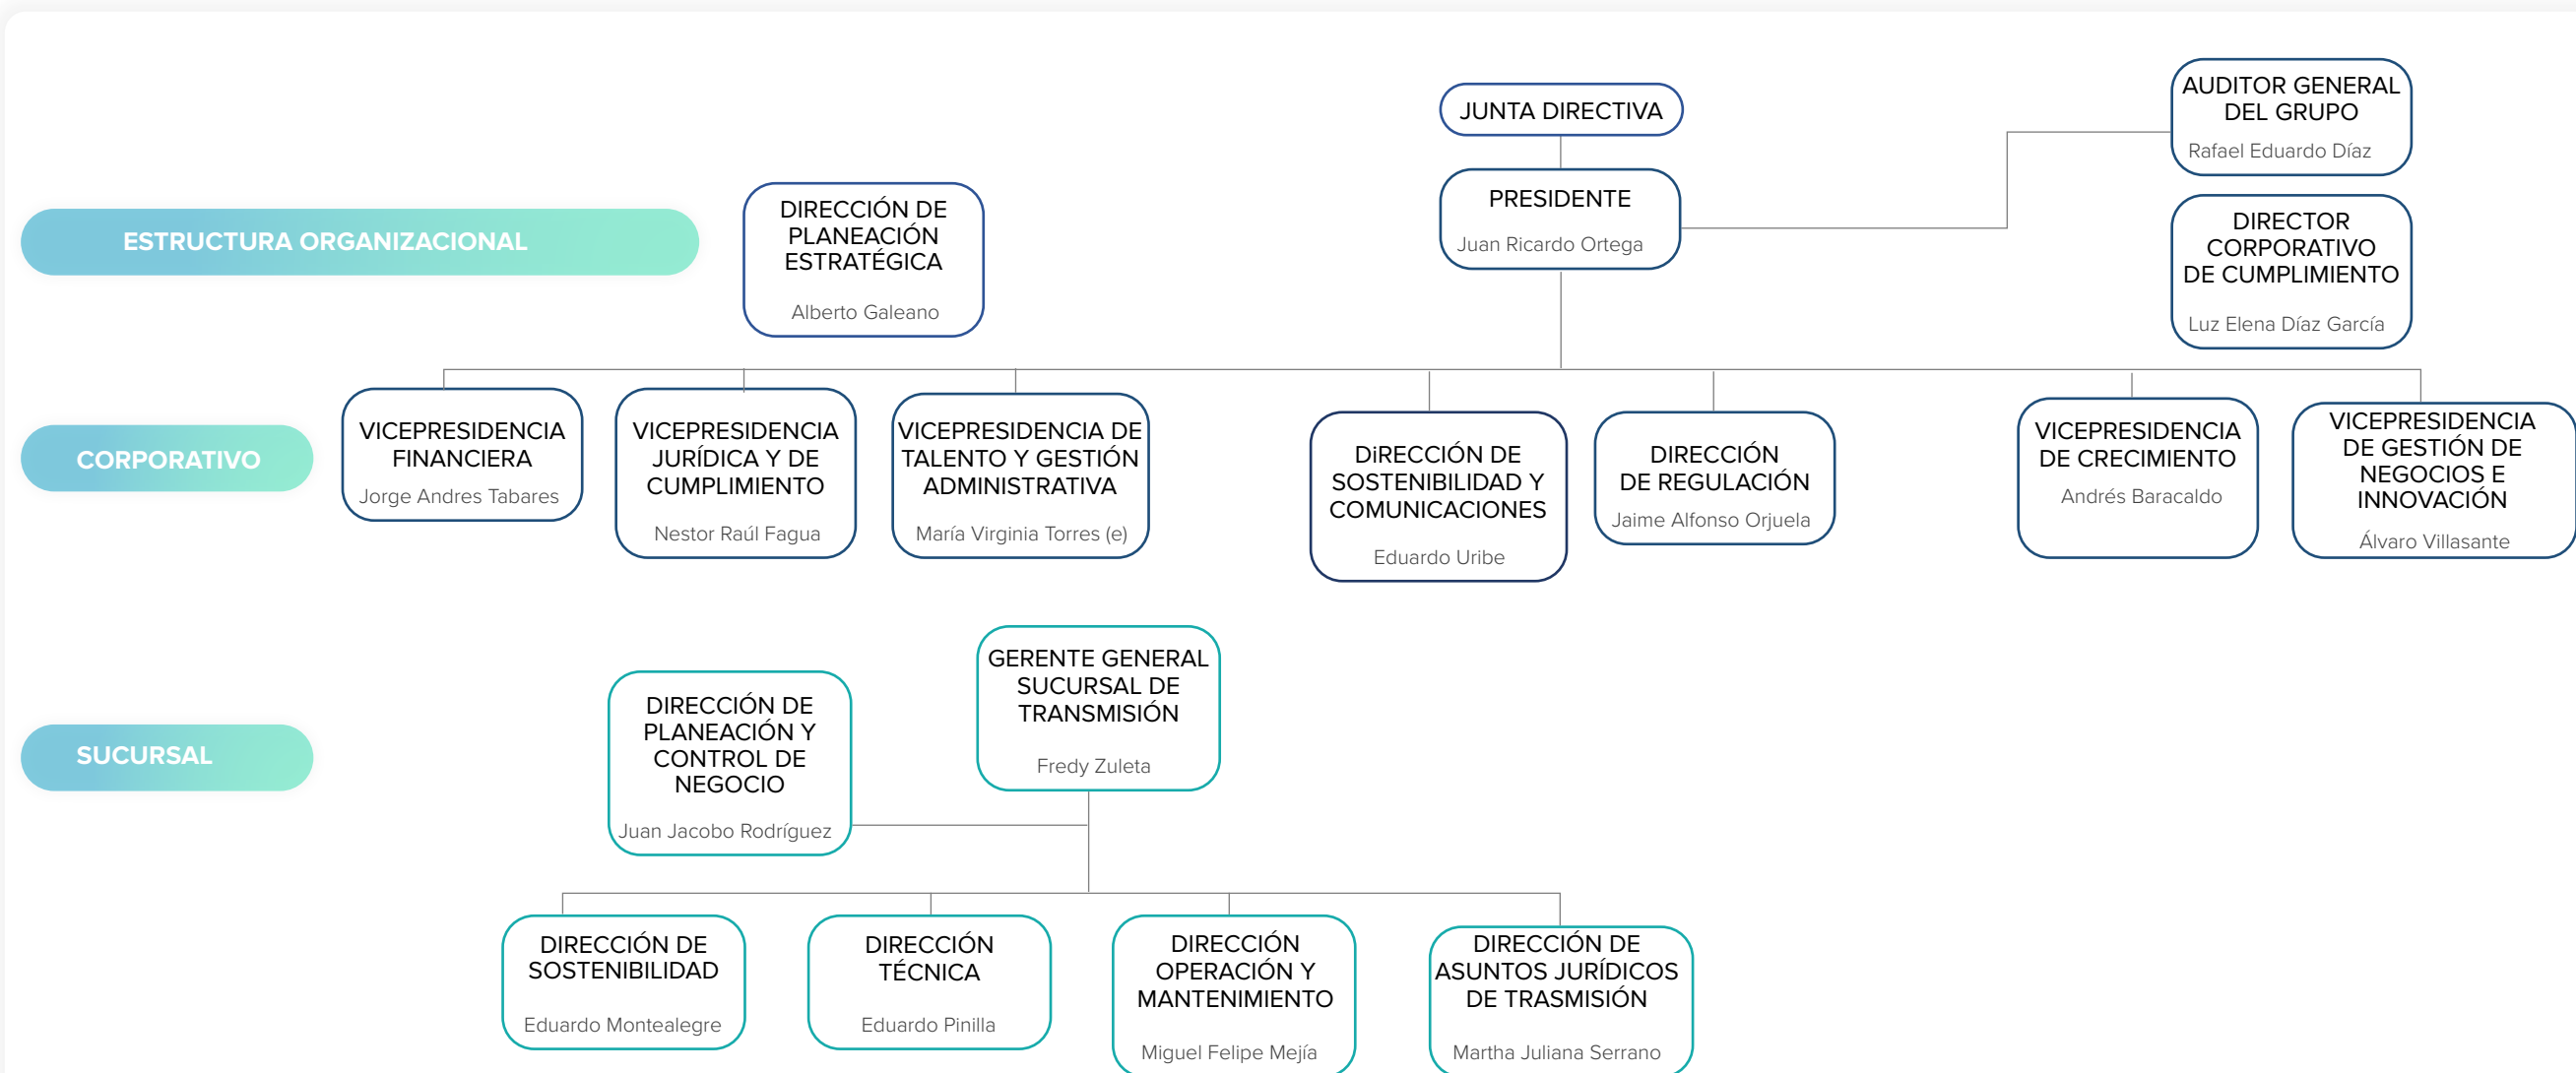 JUNTA DIRECTIVA
PRESIDENTE
Juan Ricardo Ortega
AUDITOR GENERAL
DEL GRUPO
Rafael Eduardo Díaz
DIRECTOR
CORPORATIVO
DE CUMPLIMIENTO
Luz Elena Díaz García
ESTRUCTURA ORGANIZACIONAL
DIRECCIÓN DE
PLANEACIÓN
ESTRATÉGICA
Alberto Galeano
CORPORATIVO
VICEPRESIDENCIA
FINANCIERA
Jorge Andres Tabares
VICEPRESIDENCIA
JURÍDICA Y DE
CUMPLIMIENTO
Nestor Raúl Fagua
VICEPRESIDENCIA DE
TALENTO Y GESTIÓN
ADMINISTRATIVA
María Virginia Torres (e)
DiRECCIÓN DE
SOSTENIBILIDAD Y
COMUNICACIONES
Eduardo Uribe
DIRECCIÓN
DE REGULACIÓN
Jaime Alfonso Orjuela
VICEPRESIDENCIA
DE CRECIMIENTO
Andrés Baracaldo
VICEPRESIDENCIA
DE GESTIÓN DE
NEGOCIOS E
INNOVACIÓN
Álvaro Villasante
SUCURSAL
GERENTE GENERAL
SUCURSAL DE
TRANSMISIÓN
Fredy Zuleta
DIRECCIÓN DE
PLANEACIÓN Y
CONTROL DE
NEGOCIO
Juan Jacobo Rodríguez
DIRECCIÓN DE
SOSTENIBILIDAD
Eduardo Montealegre
DIRECCIÓN
TÉCNICA
Eduardo Pinilla
DIRECCIÓN
OPERACIÓN Y
MANTENIMIENTO
Miguel Felipe Mejía
DIRECCIÓN DE
ASUNTOS JURÍDICOS
DE TRASMISIÓN
Martha Juliana Serrano